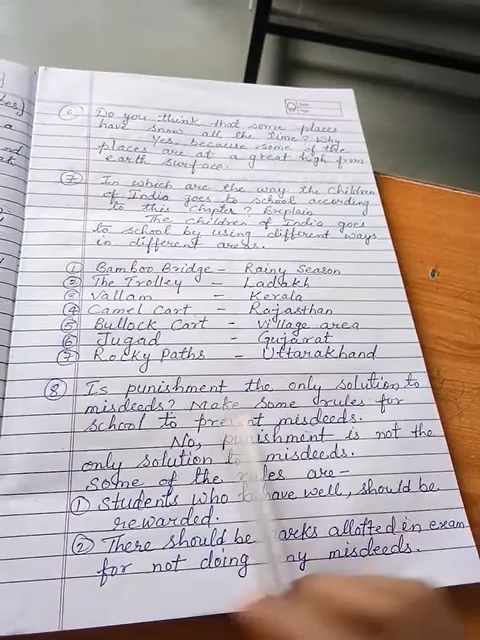 6 Do you think that some places
have snow all the time? Why
Yes, because some of the
places are at a great high from
earth surface.
7 In which are the way the children
of India goes to school according
to this chapter? Explain
The children of India goes
to school by using different ways
in different areas.
1 Bamboo Bridge - Rainy Season
2 The Trolley - Ladakh
3 Vallam - Kerala
4 Camel Cart - Rajasthan
5 Bullock Cart - Village area
6 Jugad - Gujarat
7 Rocky Paths - Uttarakhand
8 Is punishment the only solution to
misdeeds? Make some rules for
school to prevent misdeeds.
No, punishment is not the
only solution to misdeeds.
Some of the rules are-
1 Students who have well, should be
rewarded.
2 There should be marks allotted in exam
for not doing any misdeeds.